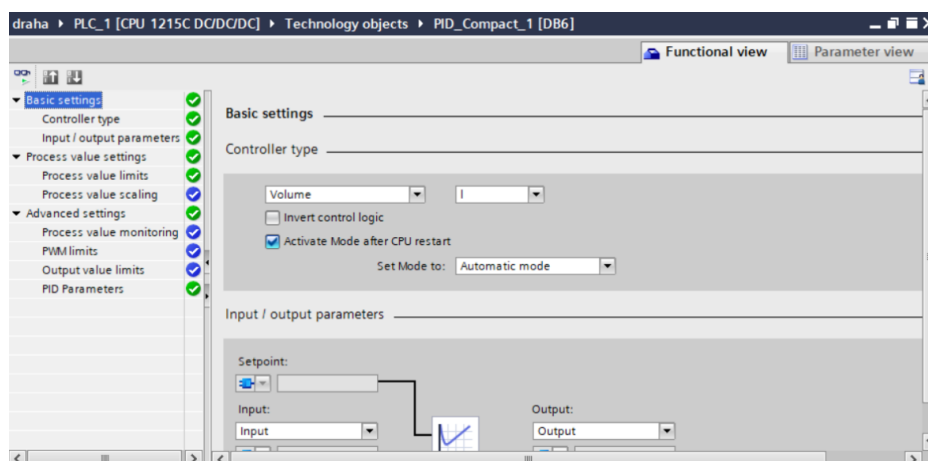 draha ▸ PLC_1 [CPU 1215C DC/DC/DC] ▸ Technology objects ▸ PID_Compact_1 [DB6]
Functional view
Parameter view
Basic settings
Controller type
Input / output parameters
Process value settings
Process value limits
Process value scaling
Advanced settings
Process value monitoring
PWM limits
Output value limits
PID Parameters
Basic settings
Controller type
Volume
l
Invert control logic
Activate Mode after CPU restart
Set Mode to: Automatic mode
Input / output parameters
Setpoint:
Input:
Output:
Input
Output